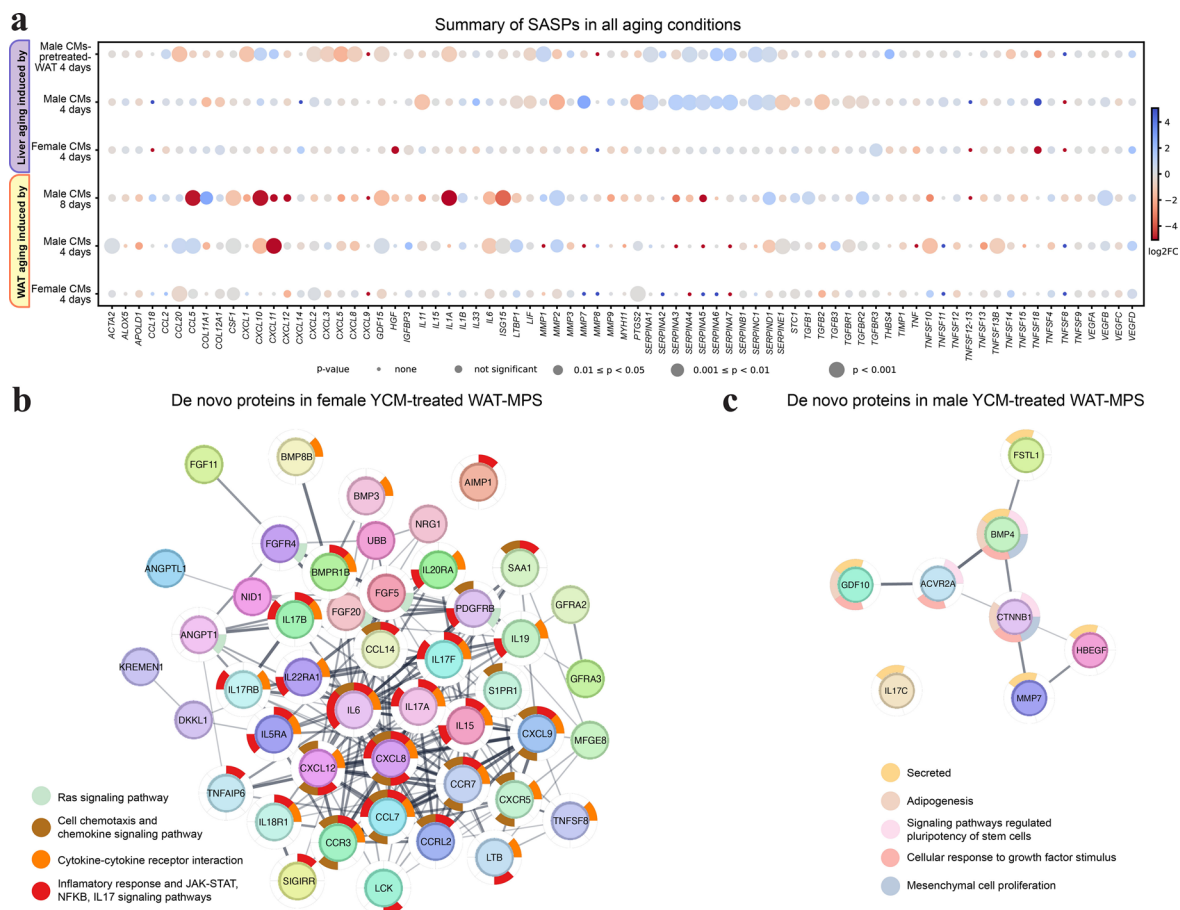 a
Summary of SASPs in all aging conditions
Liver aging induced by
WAT aging induced by
Male CMs-
pretreated-
WAT 4 days
Male CMs
4 days
Female CMs
4 days
Male CMs
8 days
Male CMs
4 days
Female CMs
4 days
4
2
0
−2
−4
log2FC
ACTA2
ALOX5
APOLD1
CCL18
CCL2
CCL20
CCL5
COL11A1
COL12A1
CSF1
CXCL1
CXCL10
CXCL11
CXCL12
CXCL14
CXCL2
CXCL3
CXCL5
CXCL8
CXCL9
GDF15
HGF
IGFBP3
IL11
IL15
IL1A
IL1B
IL33
IL6
ISG15
LTBP1
LIF
MMP1
MMP2
MMP3
MMP7
MMP8
MMP9
MYH11
PTGS2
SERPINA1
SERPINA2
SERPINA3
SERPINA4
SERPINA5
SERPINA6
SERPINA7
SERPINB1
SERPINC1
SERPIND1
SERPINE1
STC1
TGFB1
TGFB2
TGFB3
TGFBR1
TGFBR2
TGFBR3
THBS4
TIMP1
TNF
TNFSF10
TNFSF11
TNFSF12
TNFSF12-13
TNFSF13
TNFSF13B
TNFSF14
TNFSF15
TNFSF18
TNFSF4
TNFSF8
TNFSF9
VEGFA
VEGFB
VEGFC
VEGFD
p-value
none
not significant
0.01 ≤ p < 0.05
0.001 ≤ p < 0.01
p < 0.001
b
De novo proteins in female YCM-treated WAT-MPS
FGF11
BMP8B
AIMP1
BMP3
NRG1
UBB
FGFR4
BMPR1B
IL20RA
SAA1
ANGPTL1
NID1
FGF5
FGF20
PDGFRB
GFRA2
IL17B
ANGPT1
CCL14
IL17F
IL19
KREMEN1
IL17RB
IL22RA1
S1PR1
GFRA3
IL6
IL17A
DKKL1
IL5RA
IL15
CXCL9
MFGE8
CXCL12
CXCL8
CCR7
TNFAIP6
CXCR5
IL18R1
CCL7
TNFSF8
CCR3
CCRL2
LTB
SIGIRR
LCK
Ras signaling pathway
Cell chemotaxis and
chemokine signaling pathway
Cytokine-cytokine receptor interaction
Inflamatory response and JAK-STAT,
NFKB, IL17 signaling pathways
c
De novo proteins in male YCM-treated WAT-MPS
FSTL1
BMP4
GDF10
ACVR2A
CTNNB1
HBEGF
IL17C
MMP7
Secreted
Adipogenesis
Signaling pathways regulated
pluripotency of stem cells
Cellular response to growth factor stimulus
Mesenchymal cell proliferation